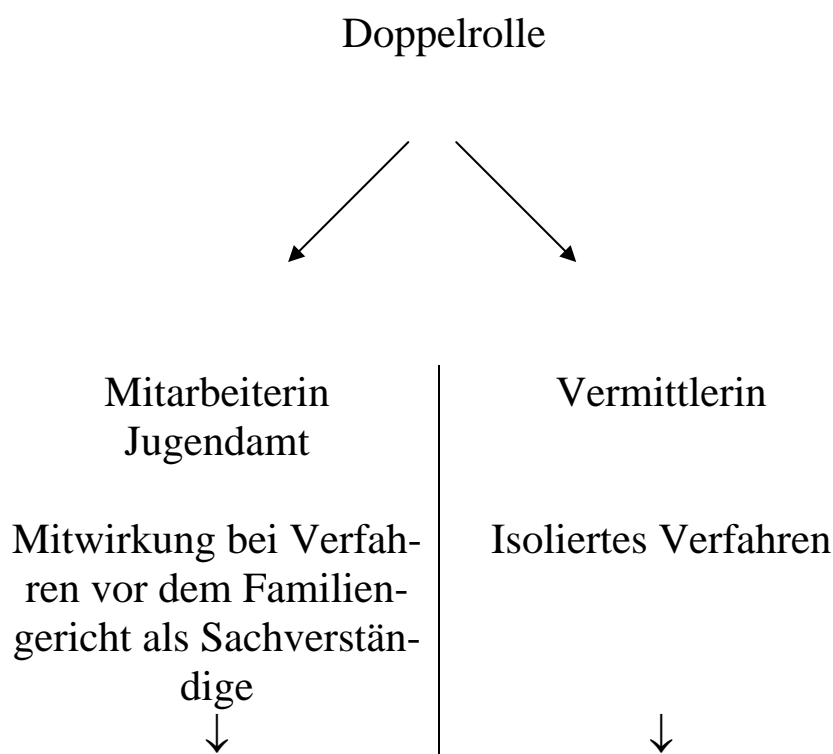 Doppelrolle
Mitarbeiterin
Jugendamt
Mitwirkung bei Verfah-
ren vor dem Familien-
gericht als Sachverstän-
dige
↓
Vermittlerin
Isoliertes Verfahren
↓